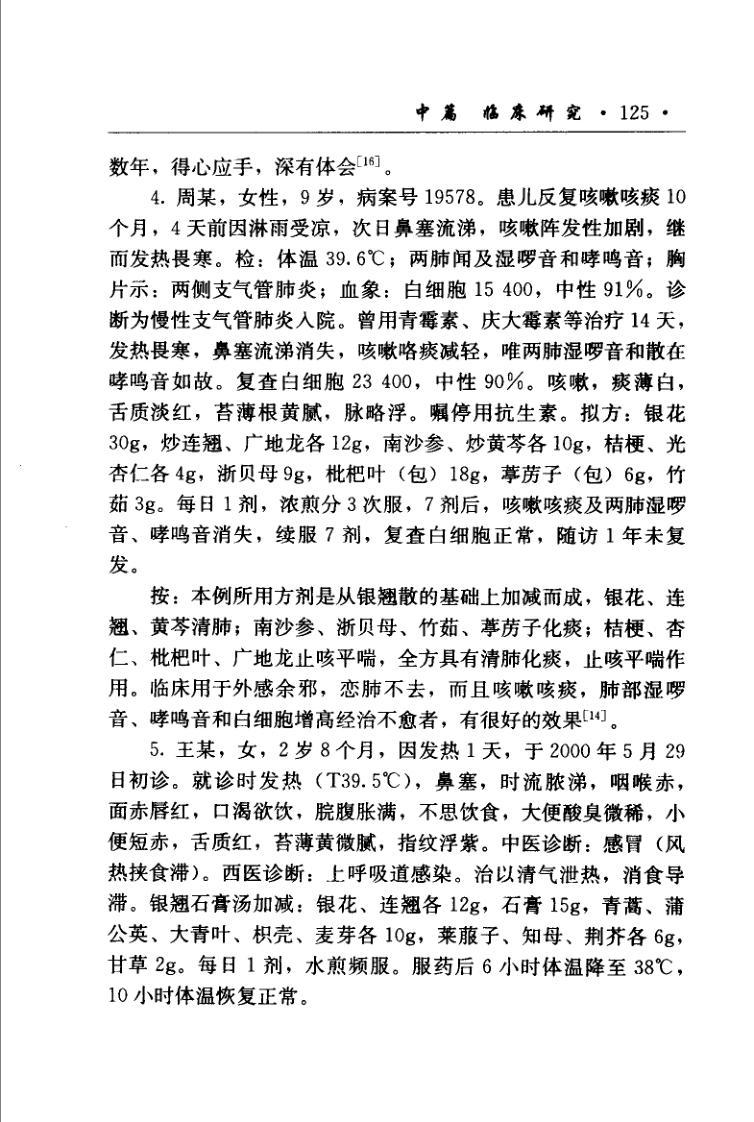 中篇 临床研究 · 125 ·
数年，得心应手，深有体会[16]。
4. 周某，女性，9 岁，病案号 19578。患儿反复咳嗽咳痰 10
个月，4 天前因淋雨受凉，次日鼻塞流涕，咳嗽阵发性加剧，继
而发热畏寒。检：体温 39.6℃；两肺闻及湿啰音和哮鸣音；胸
片示：两侧支气管肺炎；血象：白细胞 15 400，中性 91%。诊
断为慢性支气管肺炎入院。曾用青霉素、庆大霉素等治疗 14 天，
发热畏寒，鼻塞流涕消失，咳嗽咯痰减轻，唯两肺湿啰音和散在
哮鸣音如故。复查白细胞 23 400，中性 90%。咳嗽，痰薄白，
舌质淡红，苔薄根黄腻，脉略浮。嘱停用抗生素。拟方：银花
30g，炒连翘、广地龙各 12g，南沙参、炒黄芩各 10g，桔梗、光
杏仁各 4g，浙贝母 9g，枇杷叶（包）18g，葶苈子（包）6g，竹
茹 3g。每日 1 剂，浓煎分 3 次服，7 剂后，咳嗽咳痰及两肺湿啰
音、哮鸣音消失，续服 7 剂，复查白细胞正常，随访 1 年未复
发。
按：本例所用方剂是从银翘散的基础上加减而成，银花、连
翘、黄芩清肺；南沙参、浙贝母、竹茹、葶苈子化痰；桔梗、杏
仁、枇杷叶、广地龙止咳平喘，全方具有清肺化痰，止咳平喘作
用。临床用于外感余邪，恋肺不去，而且咳嗽咳痰，肺部湿啰
音、哮鸣音和白细胞增高经治不愈者，有很好的效果[14]。
5. 王某，女，2 岁 8 个月，因发热 1 天，于 2000 年 5 月 29
日初诊。就诊时发热（T39.5℃），鼻塞，时流脓涕，咽喉赤，
面赤唇红，口渴欲饮，脘腹胀满，不思饮食，大便酸臭微稀，小
便短赤，舌质红，苔薄黄微腻，指纹浮紫。中医诊断：感冒（风
热挟食滞）。西医诊断：上呼吸道感染。治以清气泄热，消食导
滞。银翘石膏汤加减：银花、连翘各 12g，石膏 15g，青蒿、蒲
公英、大青叶、枳壳、麦芽各 10g，莱菔子、知母、荆芥各 6g，
甘草 2g。每日 1 剂，水煎频服。服药后 6 小时体温降至 38℃，
10 小时体温恢复正常。